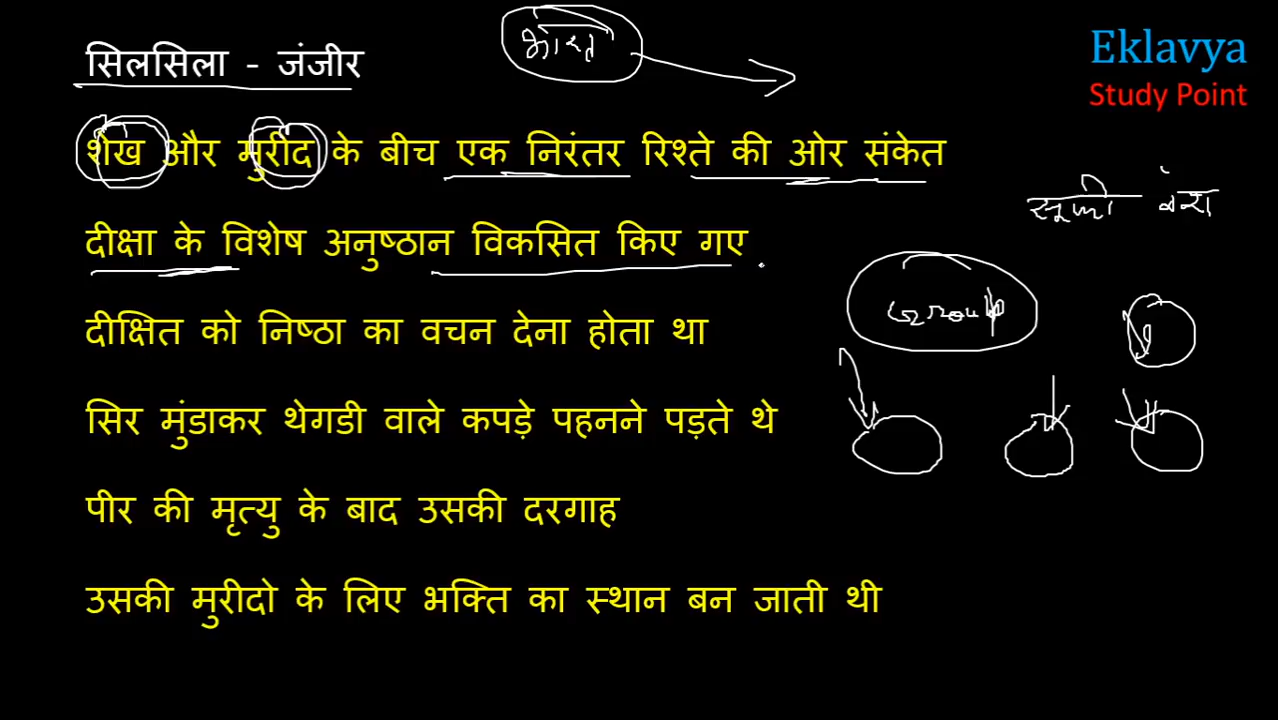 भारत
Eklavya
सिलसिला - जंजीर
Study Point
शेख और मुरीद के बीच एक निरंतर रिश्ते की ओर संकेत
सूफी
दीक्षा के विशेष अनुष्ठान विकसित किए गए
Group
दीक्षित को निष्ठा का वचन देना होता था
सिर मुंडाकर थेगडी वाले कपड़े पहनने पड़ते थे
पीर की मृत्यु के बाद उसकी दरगाह
उसकी मुरीदो के लिए भक्ति का स्थान बन जाती थी